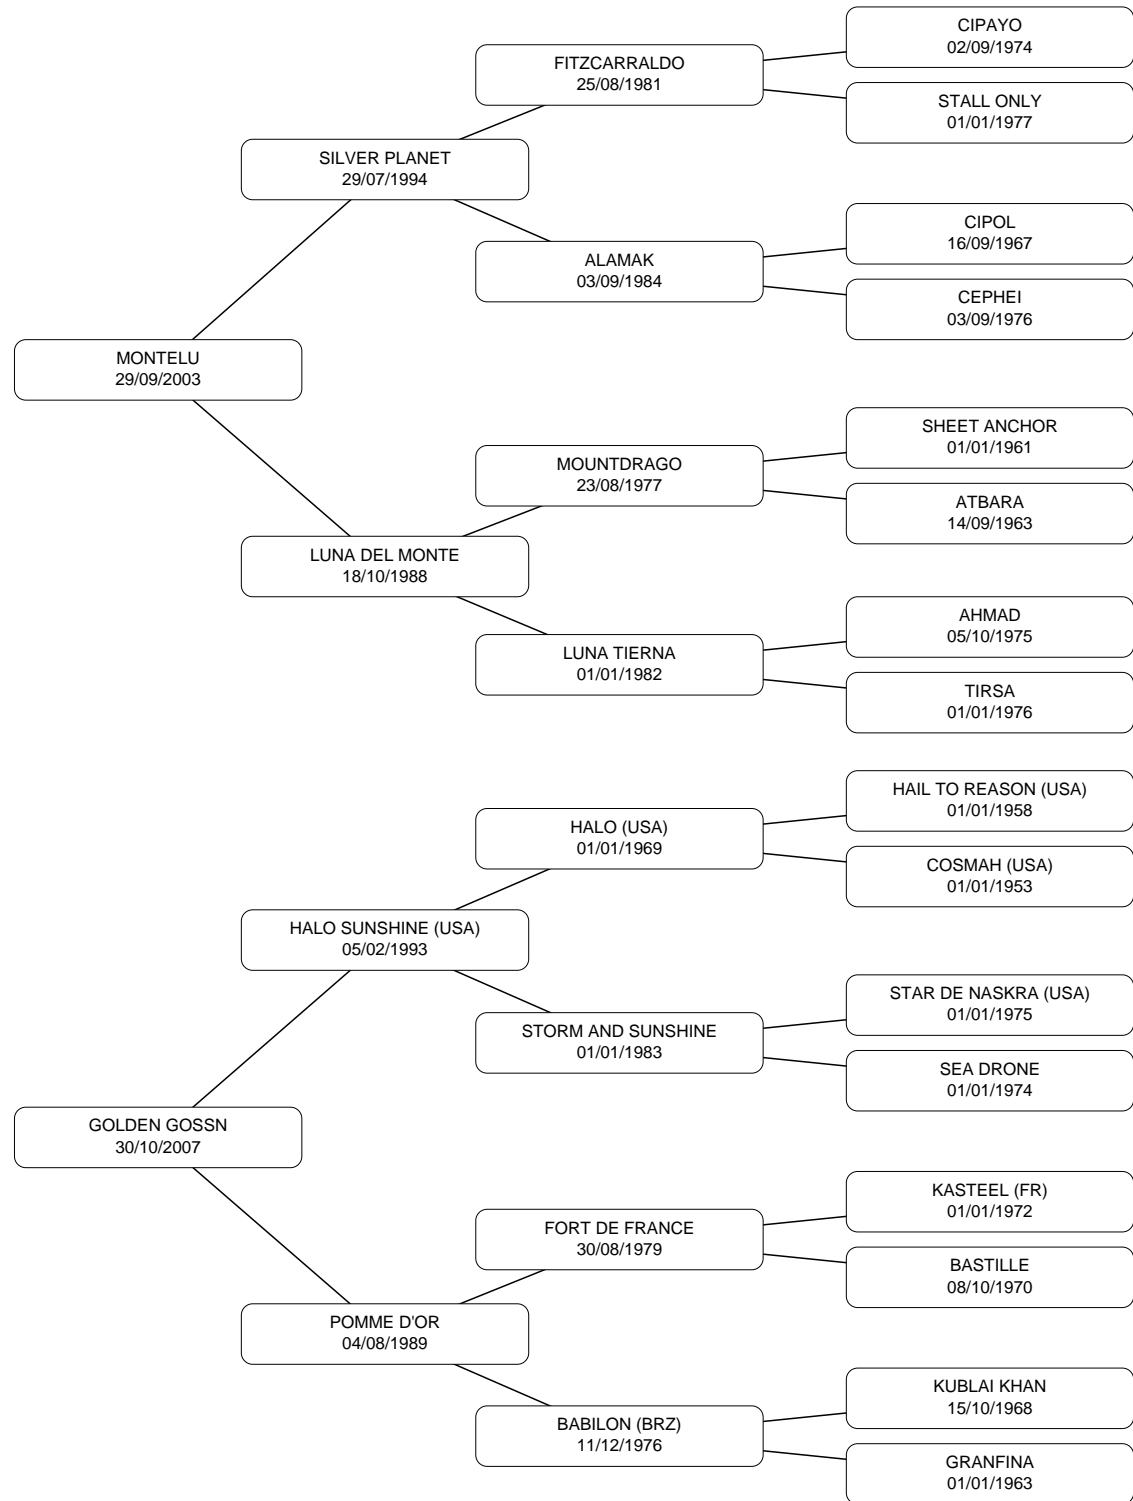 CIPAYO
02/09/1974
FITZCARRALDO
25/08/1981
STALL ONLY
01/01/1977
SILVER PLANET
29/07/1994
CIPOL
16/09/1967
ALAMAK
03/09/1984
CEPHEI
03/09/1976
MONTELU
29/09/2003
SHEET ANCHOR
01/01/1961
MOUNTDRAGO
23/08/1977
ATBARA
14/09/1963
LUNA DEL MONTE
18/10/1988
AHMAD
05/10/1975
LUNA TIERNA
01/01/1982
TIRSA
01/01/1976
HAIL TO REASON (USA)
01/01/1958
HALO (USA)
01/01/1969
COSMAH (USA)
01/01/1953
HALO SUNSHINE (USA)
05/02/1993
STAR DE NASKRA (USA)
01/01/1975
STORM AND SUNSHINE
01/01/1983
SEA DRONE
01/01/1974
GOLDEN GOSSN
30/10/2007
KASTEEL (FR)
01/01/1972
FORT DE FRANCE
30/08/1979
BASTILLE
08/10/1970
POMME D'OR
04/08/1989
KUBLAI KHAN
15/10/1968
BABILON (BRZ)
11/12/1976
GRANFINA
01/01/1963